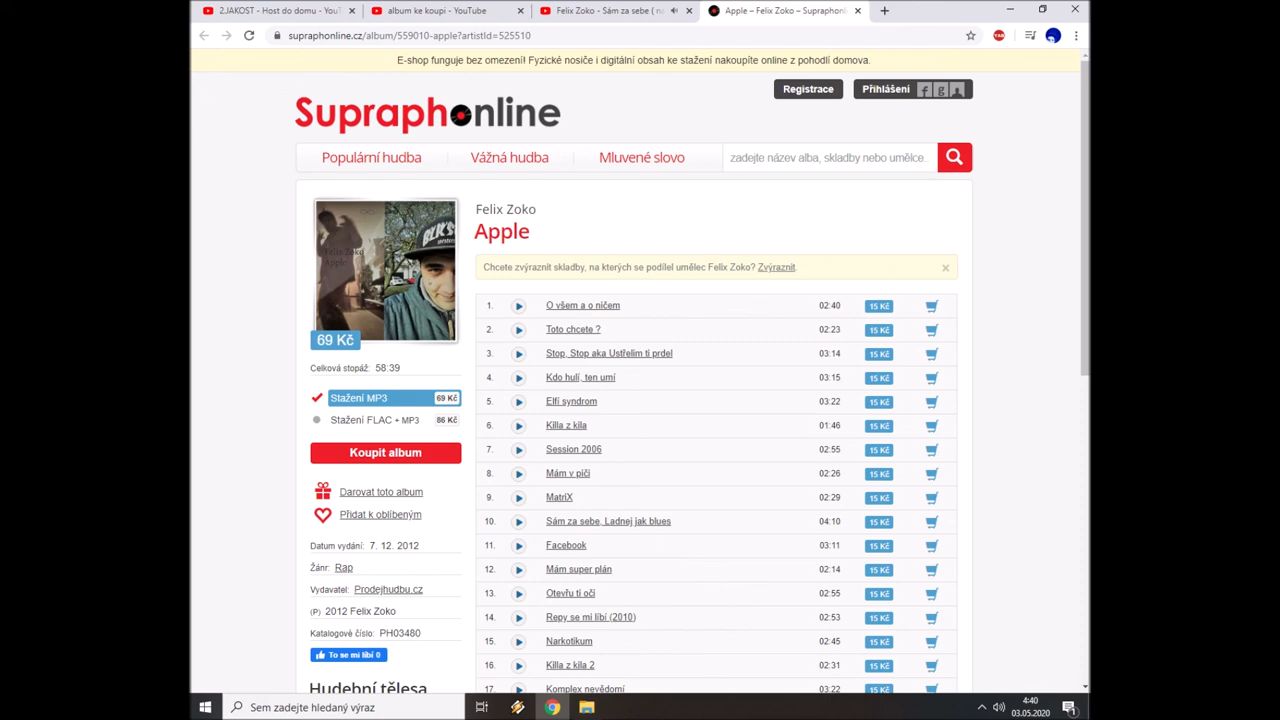 2.JAKOST - Host do domu - YouT
album ke koupi - YouTube
Felix Zoko - Sám za sebe ( na
Apple – Felix Zoko – Supraphonl
supraphonline.cz/album/559010-apple?artistId=525510
E-shop funguje bez omezení! Fyzické nosiče i digitální obsah ke stažení nakoupíte online z pohodlí domova.
Registrace
Přihlášení
Supraphonline
Populární hudba
Vážná hudba
Mluvené slovo
zadejte název alba, skladby nebo umělce...
Felix Zoko
Apple
Chcete zvýraznit skladby, na kterých se podílel umělec Felix Zoko? Zvýraznit.
BLK'S
Felix Zoko
Apple
69 Kč
Celková stopáž: 58:39
Stažení MP3 69 Kč
Stažení FLAC + MP3 86 Kč
Koupit album
Darovat toto album
Přidat k oblíbeným
Datum vydání: 7. 12. 2012
Žánr: Rap
Vydavatel: Prodejhudbu.cz
(P) 2012 Felix Zoko
Katalogové číslo: PH03480
To se mi líbí 0
Hudební tělesa
1. O všem a o ničem 02:40 15 Kč
2. Toto chcete ? 02:23 15 Kč
3. Stop, Stop aka Ustřelim ti prdel 03:14 15 Kč
4. Kdo hulí, ten umí 03:15 15 Kč
5. Elfí syndrom 03:22 15 Kč
6. Killa z kila 01:46 15 Kč
7. Session 2006 02:55 15 Kč
8. Mám v piči 02:26 15 Kč
9. MatriX 02:29 15 Kč
10. Sám za sebe, Ladnej jak blues 04:10 15 Kč
11. Facebook 03:11 15 Kč
12. Mám super plán 02:14 15 Kč
13. Otevřu ti oči 02:55 15 Kč
14. Repy se mi líbí (2010) 02:53 15 Kč
15. Narkotikum 02:45 15 Kč
16. Killa z kila 2 02:31 15 Kč
17. Komplex nevědomí 03:22 15 Kč
Sem zadejte hledaný výraz
4:40
03.05.2020